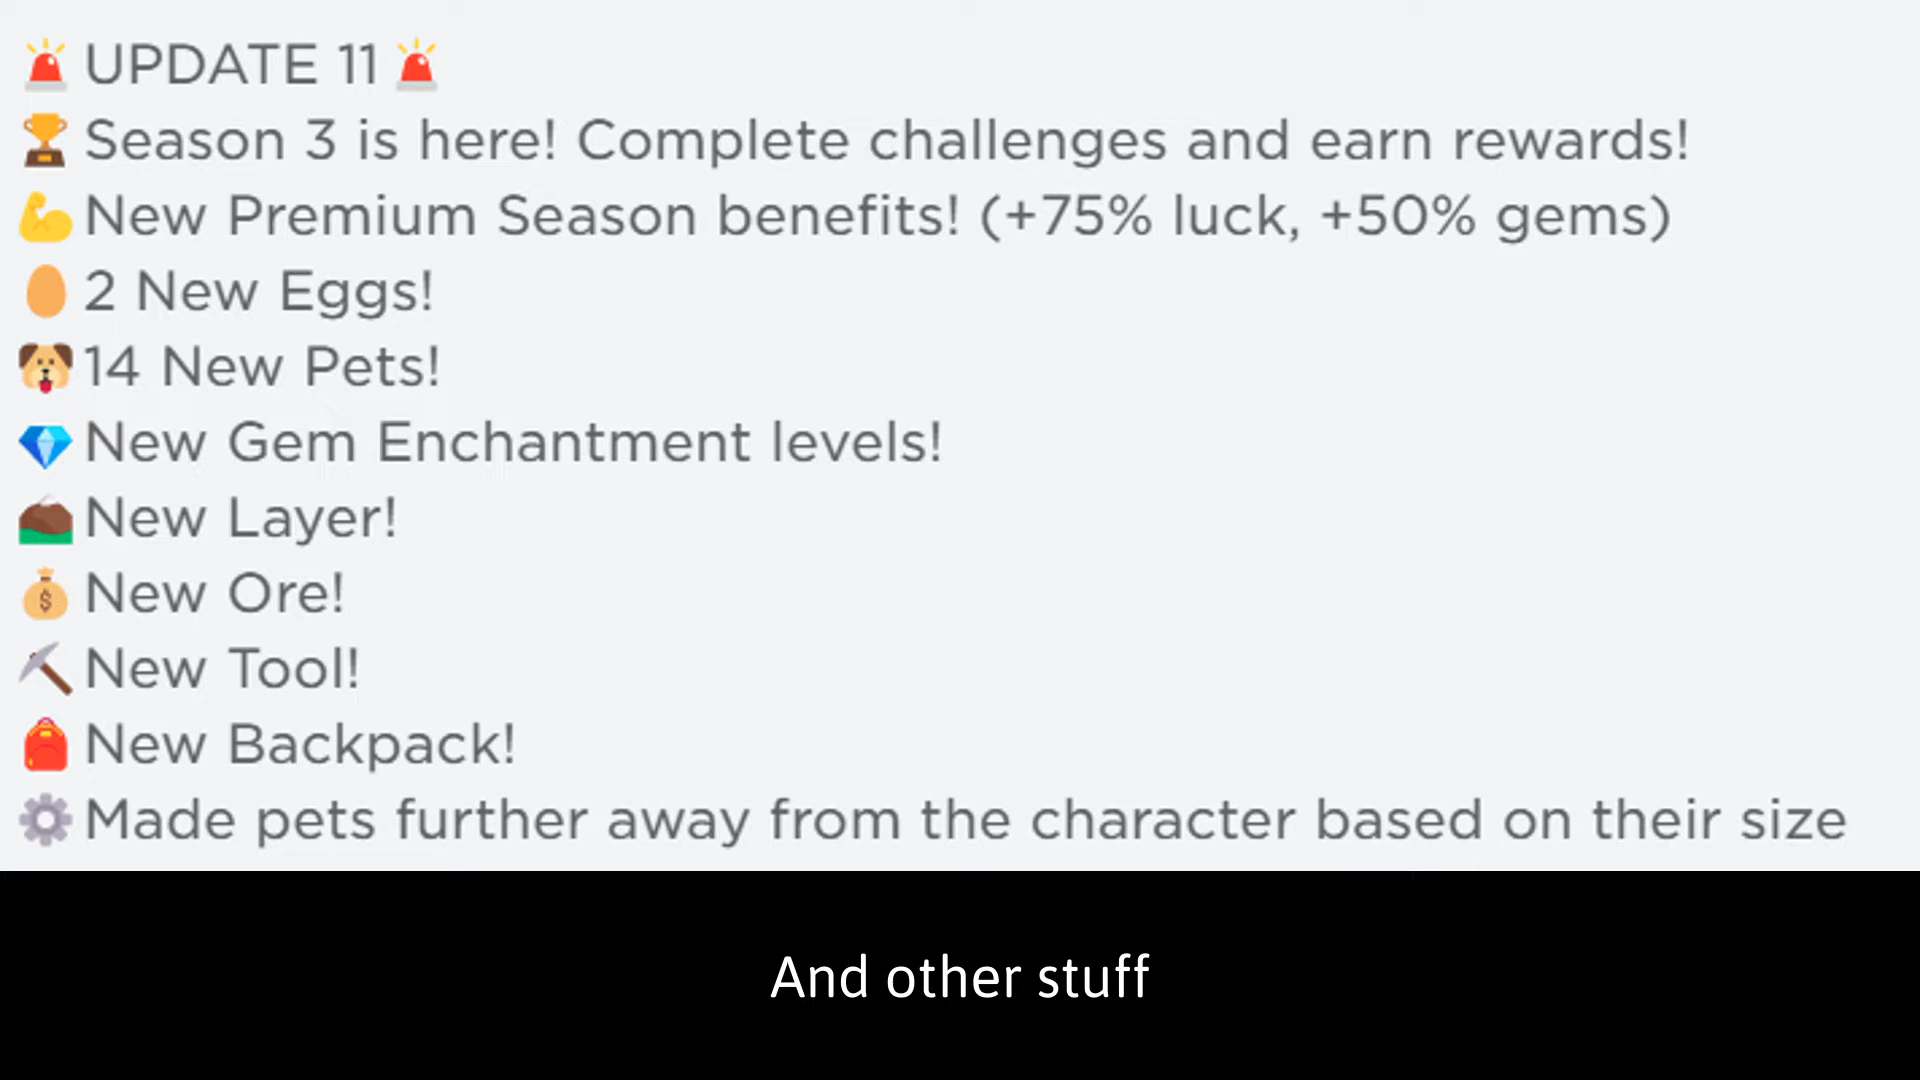 🚨 UPDATE 11 🚨
🏆 Season 3 is here! Complete challenges and earn rewards!
💪 New Premium Season benefits! (+75% luck, +50% gems)
🥚 2 New Eggs!
🐶 14 New Pets!
💎 New Gem Enchantment levels!
New Layer!
💰 New Ore!
⛏️ New Tool!
🎒 New Backpack!
⚙️ Made pets further away from the character based on their size
And other stuff